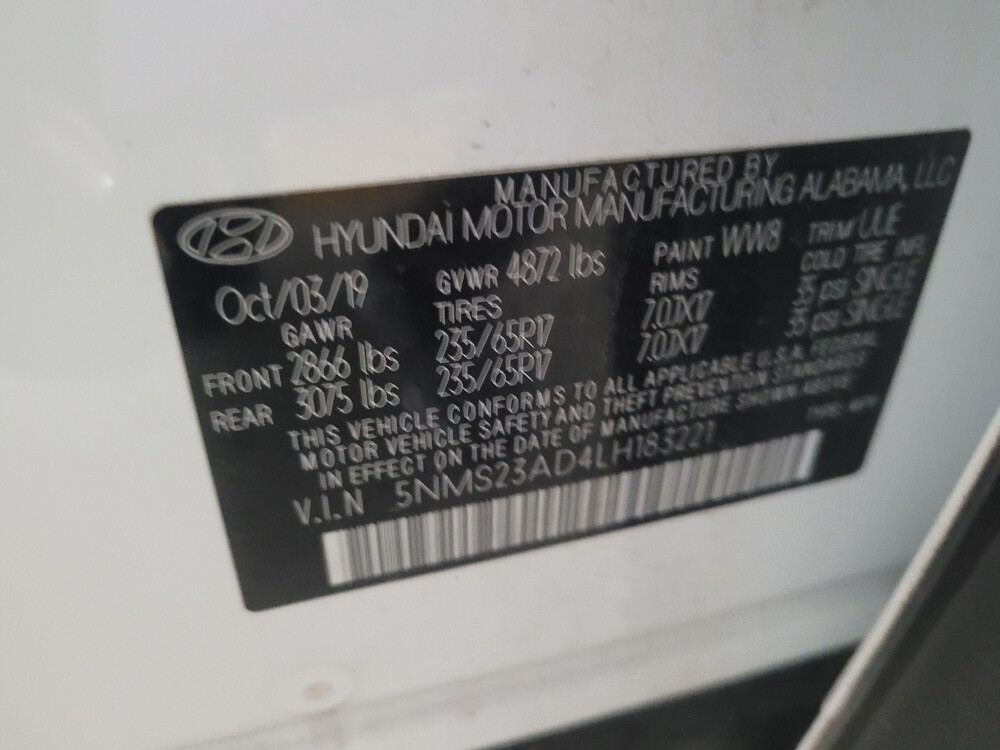 MANUFACTURED BY
HYUNDAI MOTOR MANUFACTURING ALABAMA, LLC
Oct/03/19 GVWR 4872 lbs PAINT WW8 TRIM UUE
GAWR TIRES RIMS COLD TIRE INFL
FRONT 2866 lbs 235/65R17 7.0JX17 35 psi SINGLE
REAR 3075 lbs 235/65R17 7.0JX17 35 psi SINGLE
THIS VEHICLE CONFORMS TO ALL APPLICABLE U.S.A. FEDERAL
MOTOR VEHICLE SAFETY AND THEFT PREVENTION STANDARDS
IN EFFECT ON THE DATE OF MANUFACTURE SHOWN ABOVE
V.I.N 5NMS23AD4LH183221 TYPE: MPV